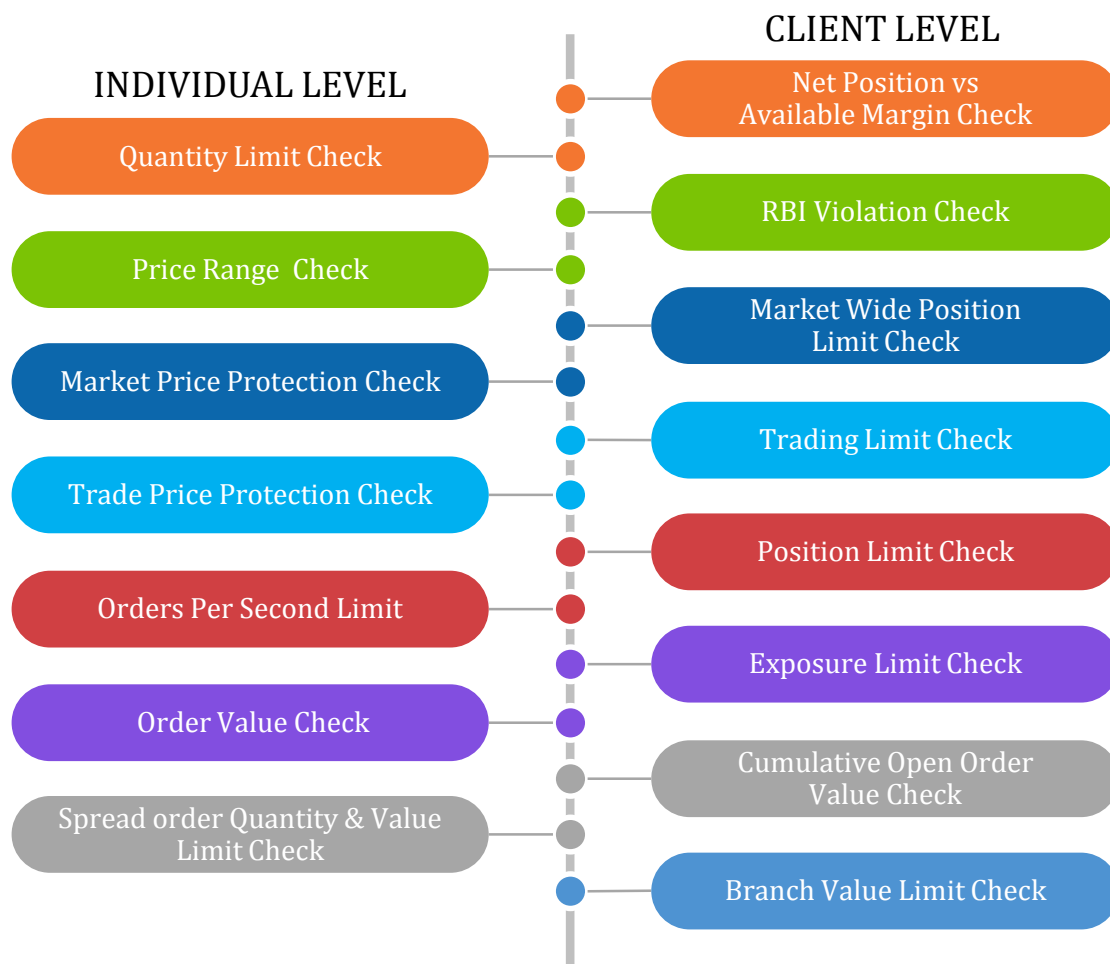 INDIVIDUAL LEVEL
Quantity Limit Check
Price Range  Check
Market Price Protection Check
Trade Price Protection Check
Orders Per Second Limit
Order Value Check
Spread order Quantity & Value
Limit Check
CLIENT LEVEL
Net Position vs
Available Margin Check
RBI Violation Check
Market Wide Position
Limit Check
Trading Limit Check
Position Limit Check
Exposure Limit Check
Cumulative Open Order
Value Check
Branch Value Limit Check